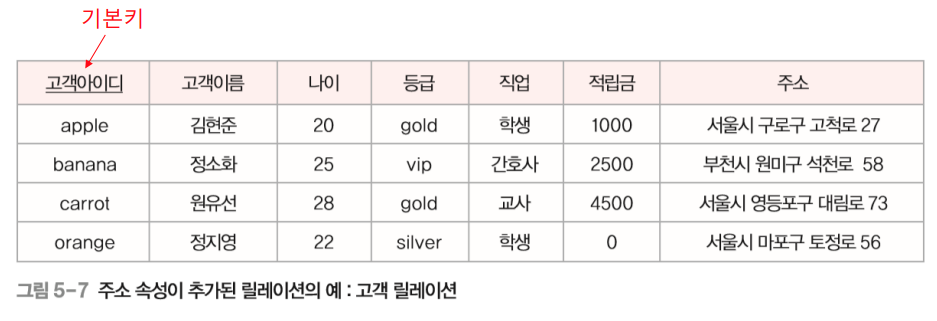 기본키
고객아이디 고객이름 나이 등급 직업 적립금 주소
apple 김현준 20 gold 학생 1000 서울시 구로구 고척로 27
banana 정소화 25 vip 간호사 2500 부천시 원미구 석천로 58
carrot 원유선 28 gold 교사 4500 서울시 영등포구 대림로 73
orange 정지영 22 silver 학생 0 서울시 마포구 토정로 56
그림 5-7 주소 속성이 추가된 릴레이션의 예 : 고객 릴레이션